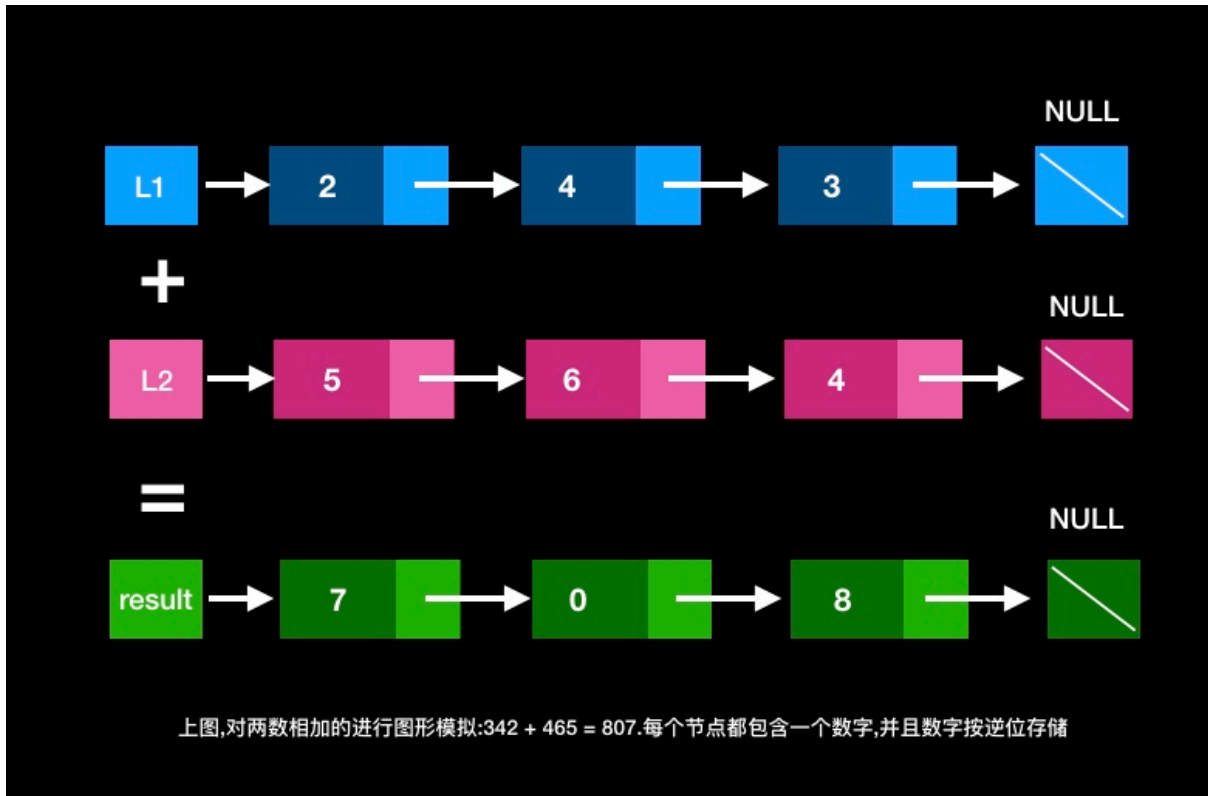 NULL
L1 2 4 3
+
NULL
L2 5 6 4
=
NULL
result 7 0 8
上图,对两数相加的进行图形模拟:342 + 465 = 807.每个节点都包含一个数字,并且数字按逆位存储